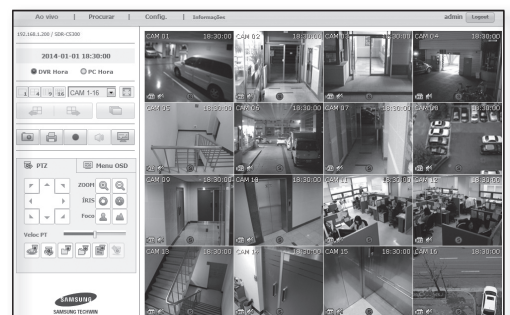 Ao vivo | Procurar | Config. | Informações admin Logout
192.168.1.200 / SDR-C5300
2014-01-01 18:30:00
DVR Hora PC Hora
1 4 9 16 CAM 1-16
PTZ Menu OSD
ZOOM
ÍRIS
Foco
Veloc PT
SAMSUNG
SAMSUNG TECHWIN
CAM 01 18:30:00
CAM 02 18:30:00
CAM 03 18:30:00
CAM 04 18:30:00
CAM 05 18:30:00
CAM 06 18:30:00
CAM 07 18:30:00
CAM 08 18:30:00
CAM 09 18:30:00
CAM 10 18:30:00
CAM 11 18:30:00
CAM 12 18:30:00
CAM 13 18:30:00
CAM 14 18:30:00
CAM 15 18:30:00
CAM 16 18:30:00